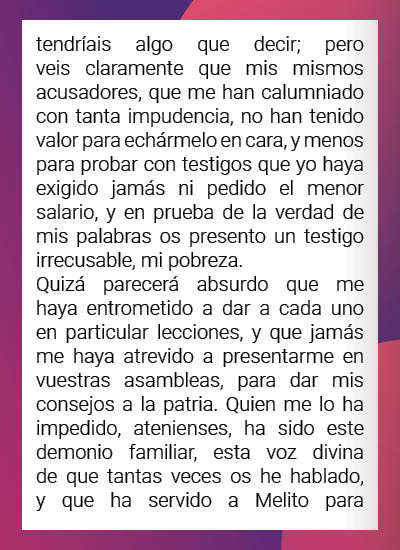 tendríais algo que decir; pero
veis claramente que mis mismos
acusadores, que me han calumniado
con tanta impudencia, no han tenido
valor para echármelo en cara, y menos
para probar con testigos que yo haya
exigido jamás ni pedido el menor
salario, y en prueba de la verdad de
mis palabras os presento un testigo
irrecusable, mi pobreza.
Quizá parecerá absurdo que me
haya entrometido a dar a cada uno
en particular lecciones, y que jamás
me haya atrevido a presentarme en
vuestras asambleas, para dar mis
consejos a la patria. Quien me lo ha
impedido, atenienses, ha sido este
demonio familiar, esta voz divina
de que tantas veces os he hablado,
y que ha servido a Melito para